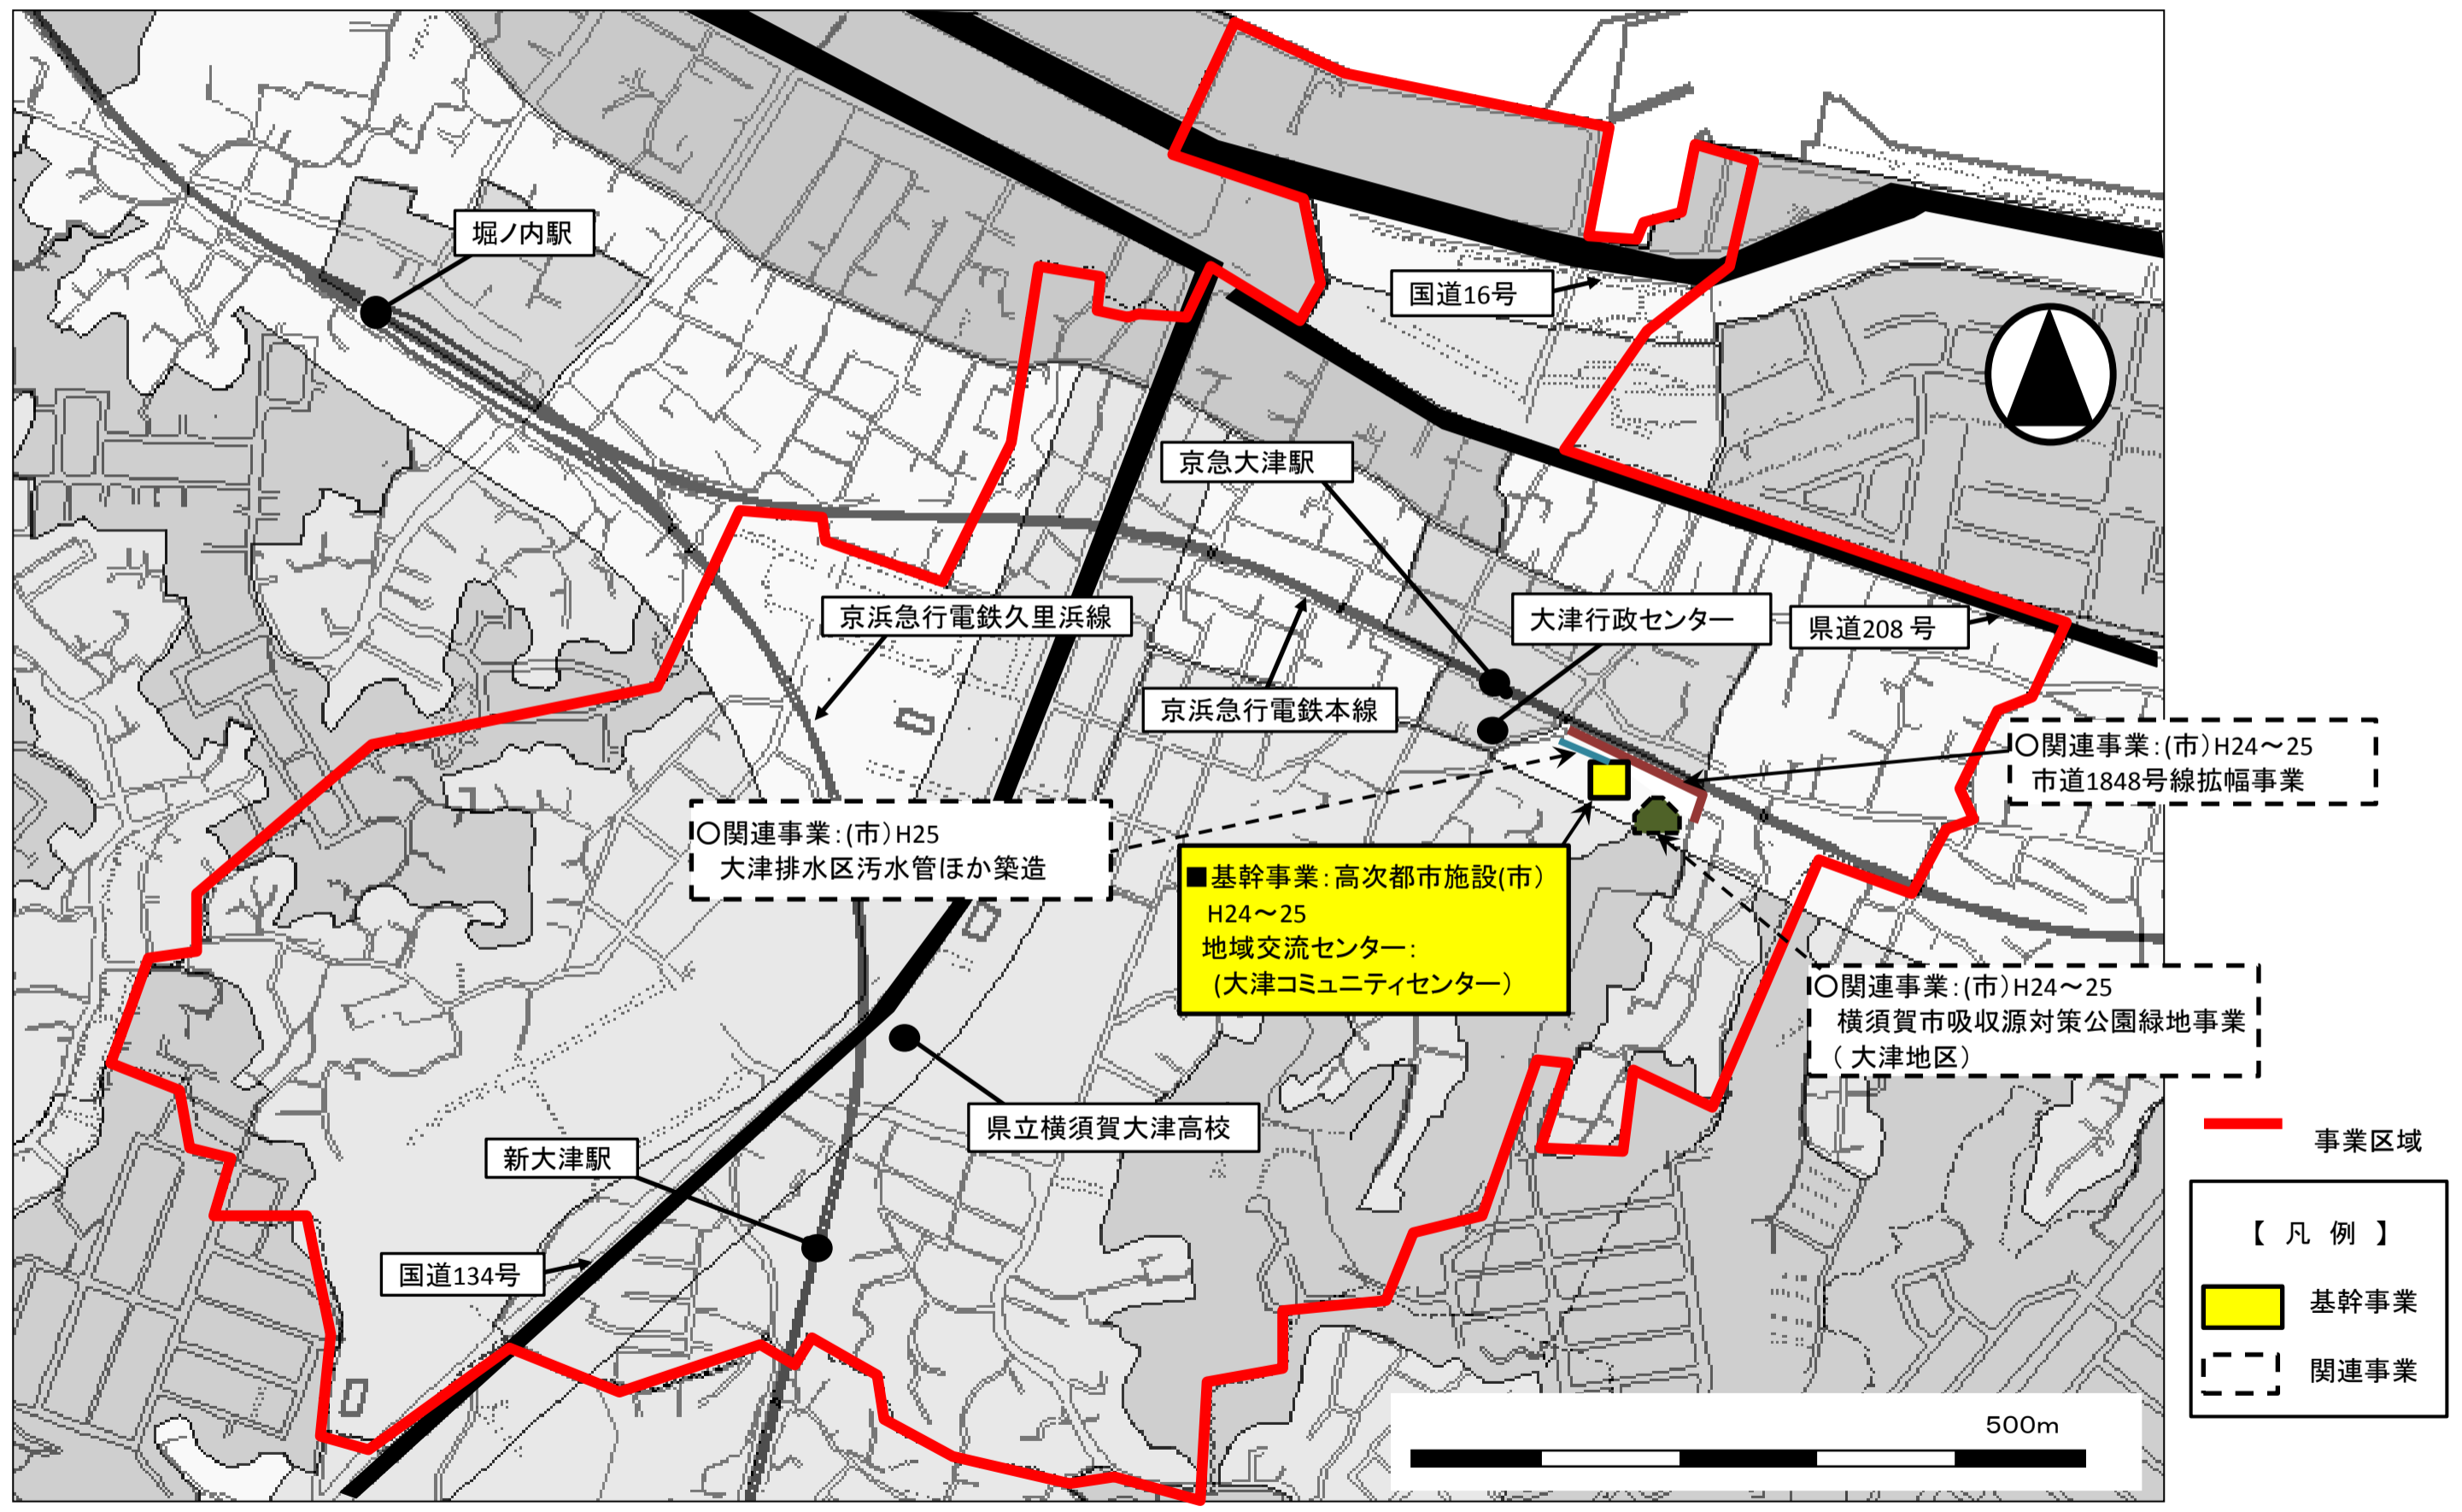 堀ノ内駅
国道16号
京急大津駅
京浜急行電鉄久里浜線
大津行政センター
県道208 号
京浜急行電鉄本線
○関連事業:(市)H24～25
市道1848号線拡幅事業
○関連事業:(市)H25
大津排水区汚水管ほか築造
■基幹事業:高次都市施設(市)
H24～25
地域交流センター:
(大津コミュニティセンター)
○関連事業:(市)H24～25
横須賀市吸収源対策公園緑地事業
(大津地区)
県立横須賀大津高校
新大津駅
国道134号
事業区域
【 凡 例 】
基幹事業
関連事業
500m